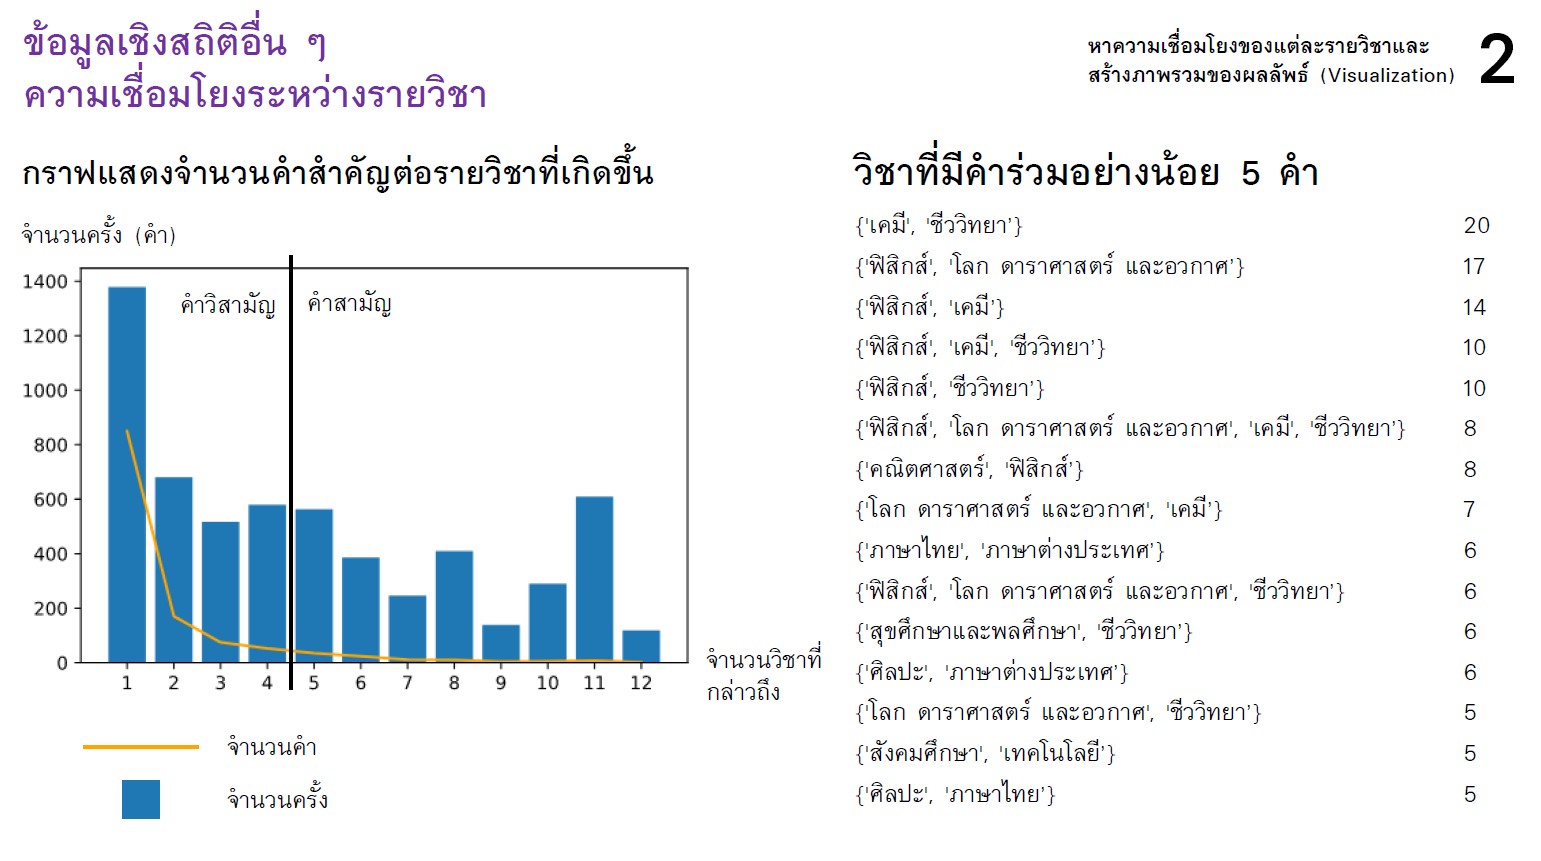 ข้อมูลเชิงสถิติอื่น ๆ
ความเชื่อมโยงระหว่างรายวิชา
หาความเชื่อมโยงของแต่ละรายวิชาและ
สร้างภาพรวมของผลลัพธ์ (Visualization)
2
กราฟแสดงจำนวนคำสำคัญต่อรายวิชาที่เกิดขึ้น
จำนวนครั้ง (คำ)
1400
1200
1000
800
600
400
200
0
คำวิสามัญ
คำสามัญ
1 2 3 4 5 6 7 8 9 10 11 12
จำนวนวิชาที่
กล่าวถึง
จำนวนคำ
จำนวนครั้ง
วิชาที่มีคำร่วมอย่างน้อย 5 คำ
{'เคมี', 'ชีววิทยา'} 20
{'ฟิสิกส์', 'โลก ดาราศาสตร์ และอวกาศ'} 17
{'ฟิสิกส์', 'เคมี'} 14
{'ฟิสิกส์', 'เคมี', 'ชีววิทยา'} 10
{'ฟิสิกส์', 'ชีววิทยา'} 10
{'ฟิสิกส์', 'โลก ดาราศาสตร์ และอวกาศ', 'เคมี', 'ชีววิทยา'} 8
{'คณิตศาสตร์', 'ฟิสิกส์'} 8
{'โลก ดาราศาสตร์ และอวกาศ', 'เคมี'} 7
{'ภาษาไทย', 'ภาษาต่างประเทศ'} 6
{'ฟิสิกส์', 'โลก ดาราศาสตร์ และอวกาศ', 'ชีววิทยา'} 6
{'สุขศึกษาและพลศึกษา', 'ชีววิทยา'} 6
{'ศิลปะ', 'ภาษาต่างประเทศ'} 6
{'โลก ดาราศาสตร์ และอวกาศ', 'ชีววิทยา'} 5
{'สังคมศึกษา', 'เทคโนโลยี'} 5
{'ศิลปะ', 'ภาษาไทย'} 5